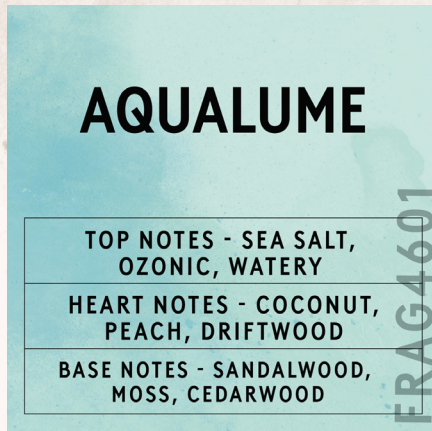 AQUALUME
TOP NOTES - SEA SALT,
OZONIC, WATERY
HEART NOTES - COCONUT,
PEACH, DRIFTWOOD
BASE NOTES - SANDALWOOD,
MOSS, CEDARWOOD
FRAG4601